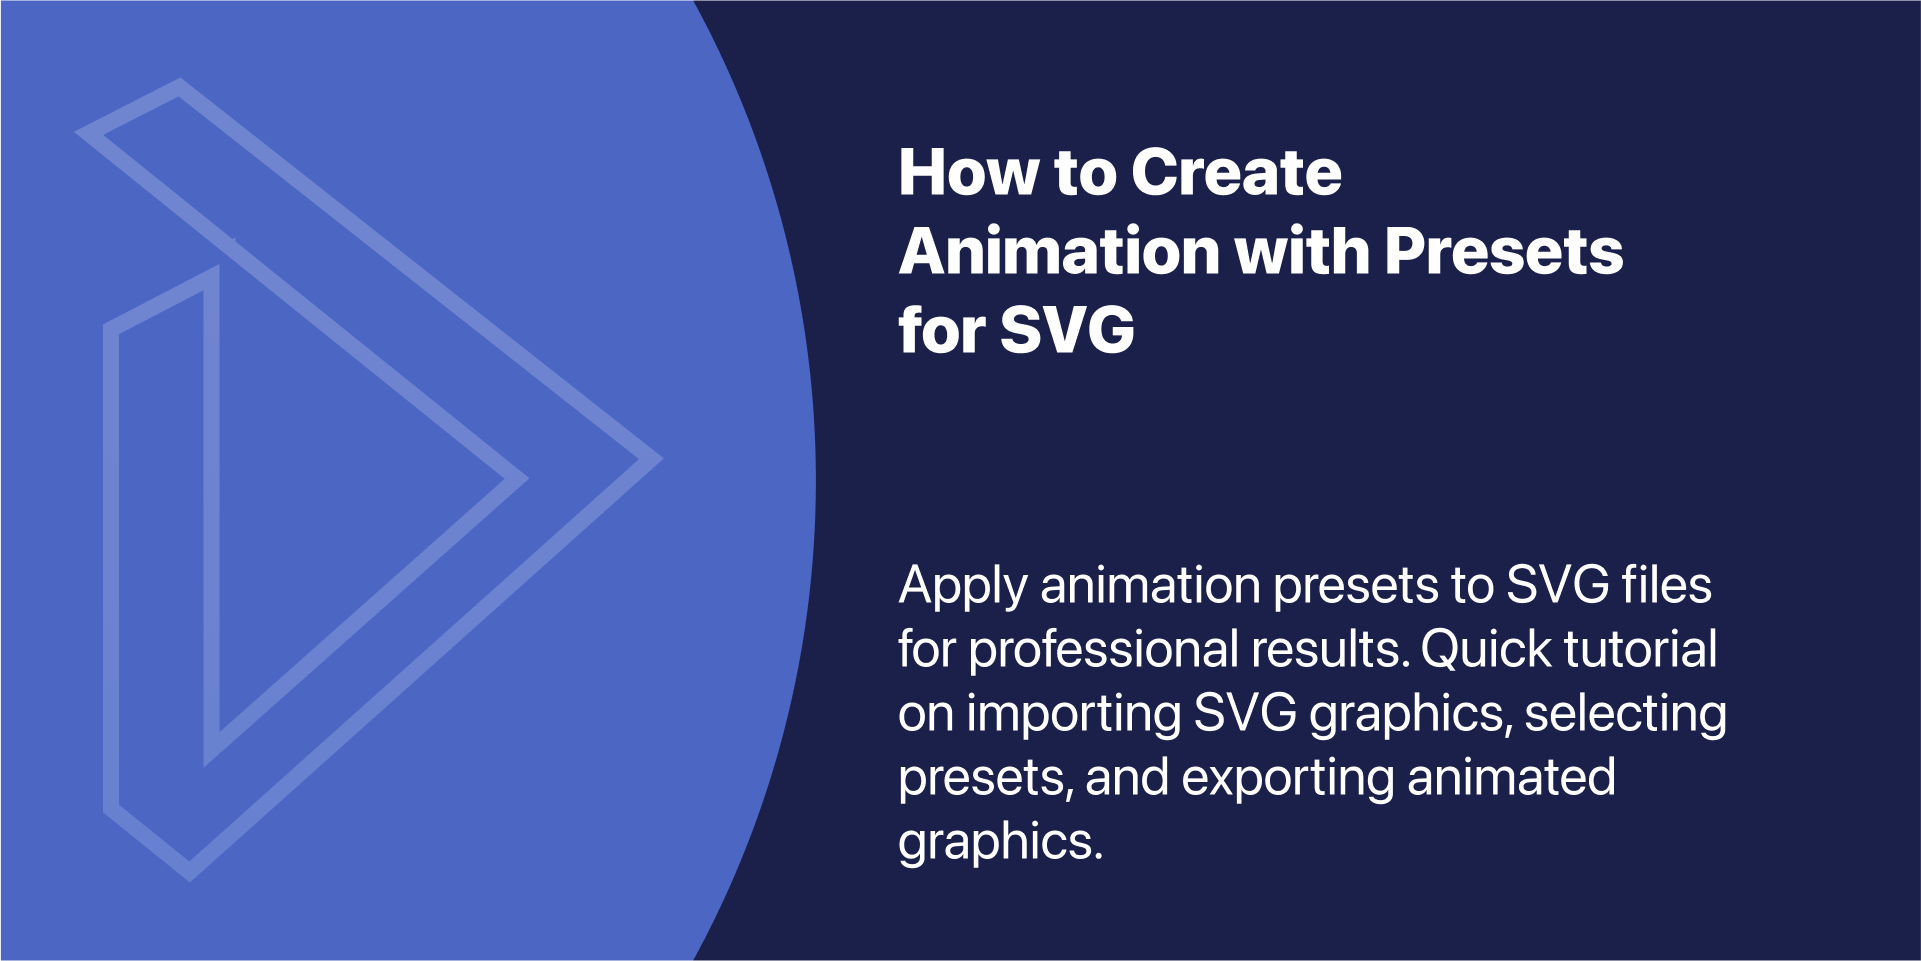 How to Create
Animation with Presets
for SVG
Apply animation presets to SVG files
for professional results. Quick tutorial
on importing SVG graphics, selecting
presets, and exporting animated
graphics.